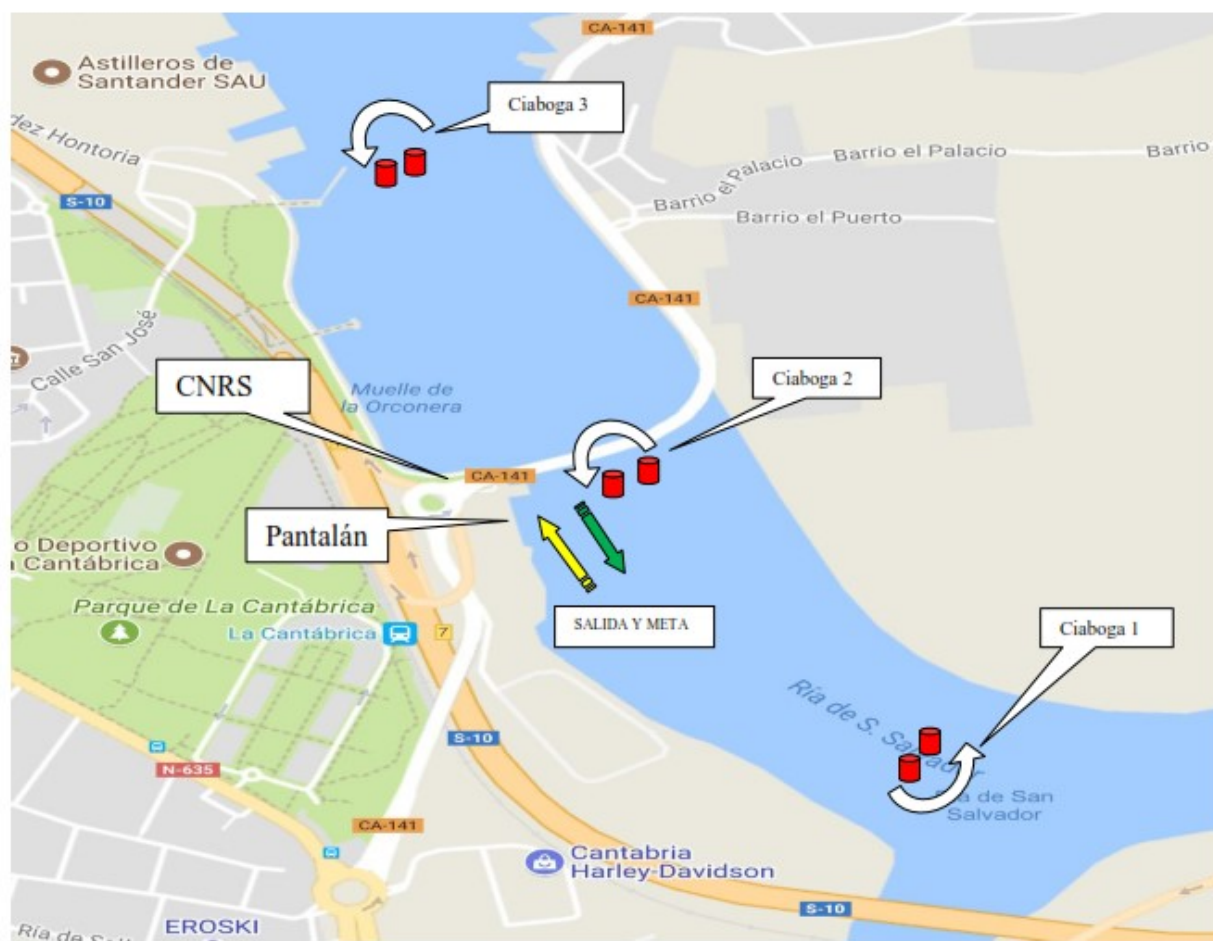 CA-141
Astilleros de
Santander SAU
Ciaboga 3
dez Hontoria
Barrio el Palacio
Barrio el Palacio
Barrio
S-10
Barrio el Puerto
CA-141
Calle San José
CNRS
Muelle de
la Orconera
Ciaboga 2
CA-141
Pantalán
o Deportivo
a Cantábrica
Parque de La Cantábrica
SALIDA Y META
La Cantábrica
7
Ciaboga 1
Ría de S. Salvador
S-10
N-635
Ría de San
Salvador
CA-141
Cantabria
Harley-Davidson
S-10
EROSKI
Ría de